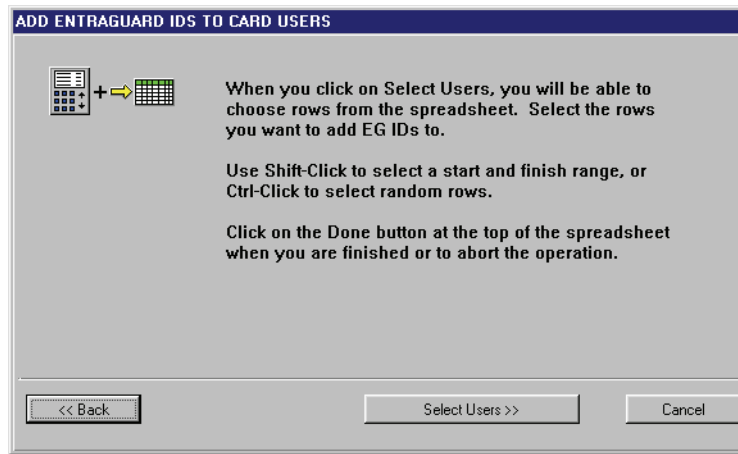 ADD ENTRAGUARD IDS TO CARD USERS
When you click on Select Users, you will be able to
choose rows from the spreadsheet. Select the rows
you want to add EG IDs to.
Use Shift-Click to select a start and finish range, or
Ctrl-Click to select random rows.
Click on the Done button at the top of the spreadsheet
when you are finished or to abort the operation.
<< Back
Select Users >>
Cancel